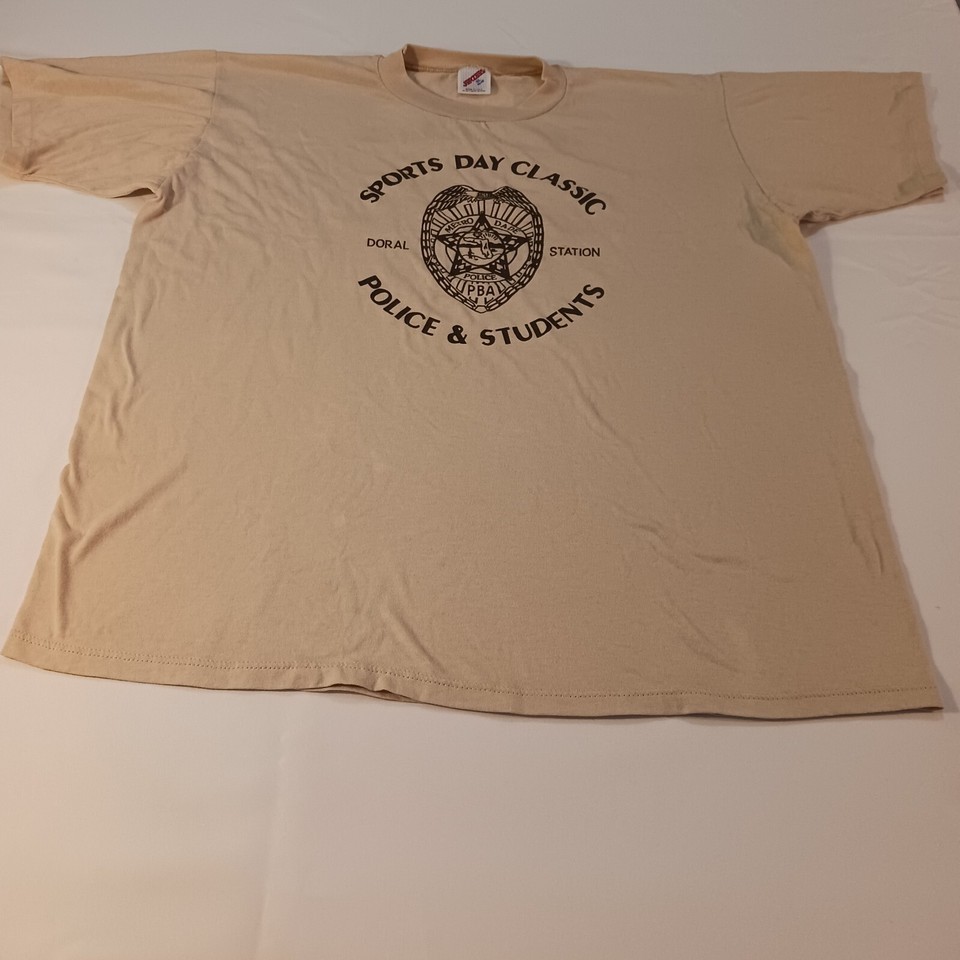 SPORTS DAY CLASSIC
METRO DADE
DORAL
STATION
POLICE
PBA
POLICE & STUDENTS